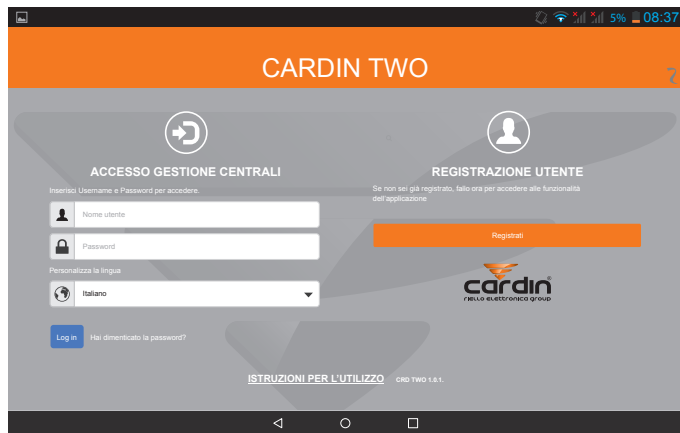 5% 08:37
CARDIN TWO
ACCESSO GESTIONE CENTRALI
Inserisci Username e Password per accedere.
Nome utente
Password
Personalizza la lingua
Italiano
Log in Hai dimenticato la password?
REGISTRAZIONE UTENTE
Se non sei già registrato, fallo ora per accedere alle funzionalità
dell'applicazione
Registrati
cardin®
RIELLO ELETTRONICA GROUP
ISTRUZIONI PER L'UTILIZZO CRD TWO 1.0.1.